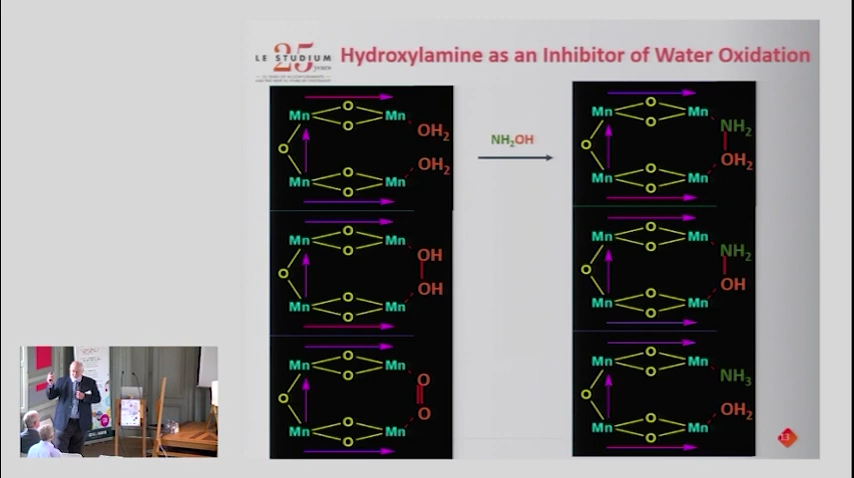 LE STUDIUM
25
years
Hydroxylamine as an Inhibitor of Water Oxidation
Mn O Mn
O
OH₂
O
OH₂
Mn O Mn
O
NH₂OH
Mn O Mn
O
NH₂
O
OH₂
Mn O Mn
O
Mn O Mn
O
OH
O
OH
Mn O Mn
O
Mn O Mn
O
NH₂
O
OH
Mn O Mn
O
Mn O Mn
O
O
O
O
Mn O Mn
O
Mn O Mn
O
NH₃
O
OH₂
Mn O Mn
O
13